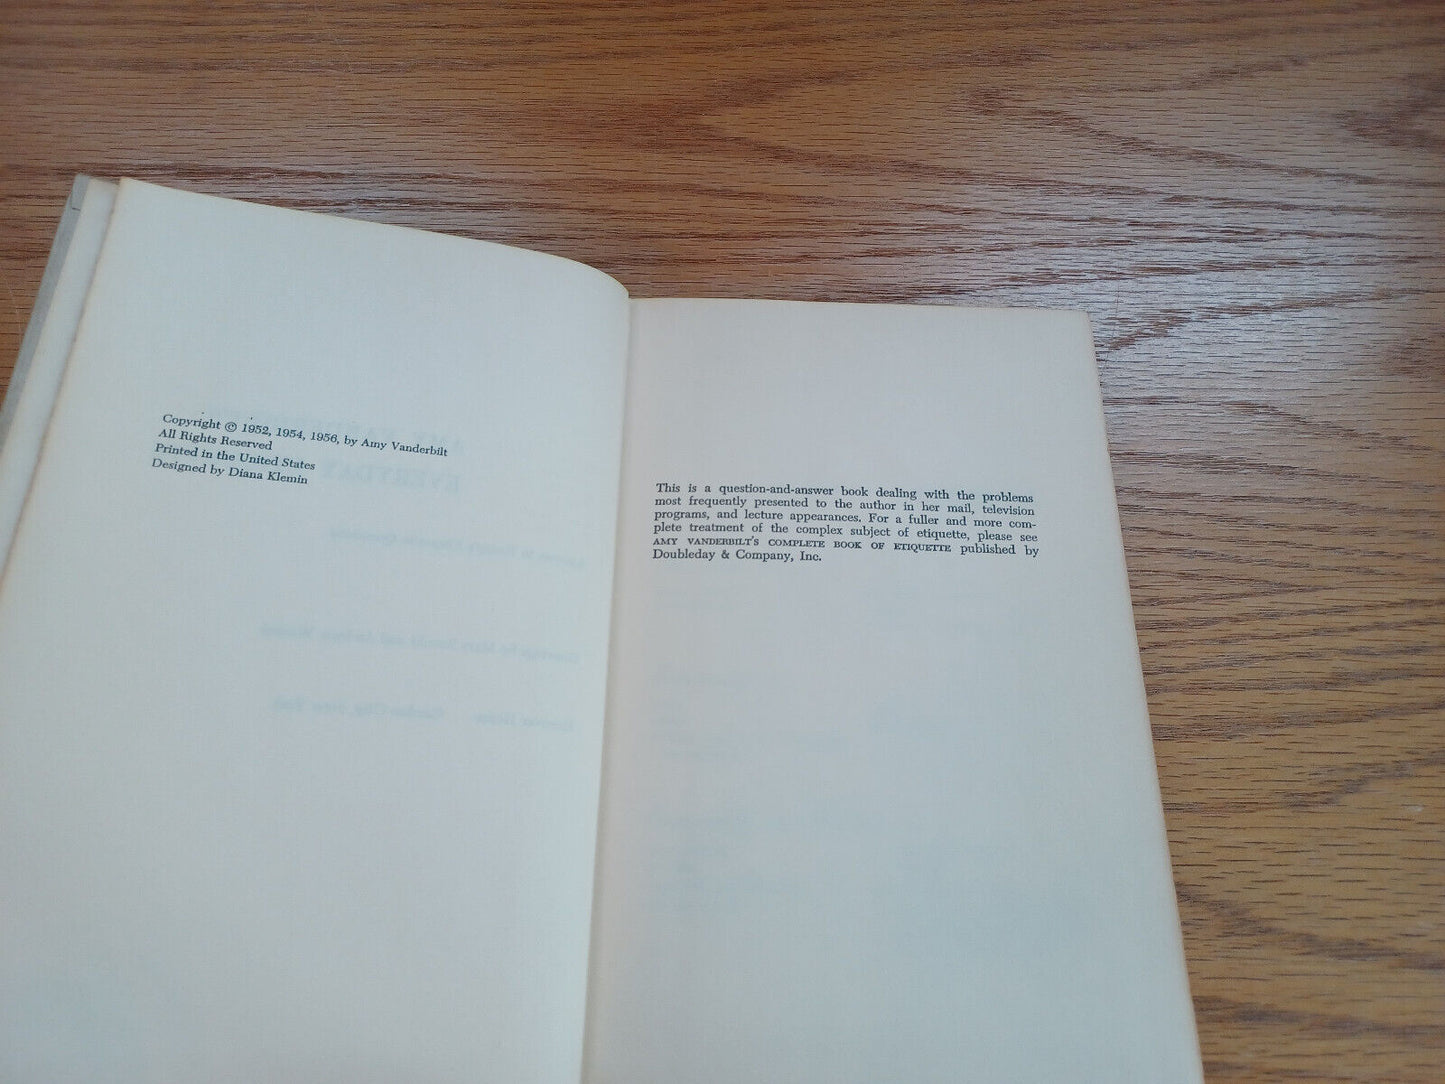 Copyright © 1952, 1954, 1956, by Amy Vanderbilt
All Rights Reserved
Printed in the United States
Designed by Diana Klemin
This is a question-and-answer book dealing with the problems
most frequently presented to the author in her mail, television
programs, and lecture appearances. For a fuller and more com-
plete treatment of the complex subject of etiquette, please see
AMY VANDERBILT'S COMPLETE BOOK OF ETIQUETTE published by
Doubleday & Company, Inc.